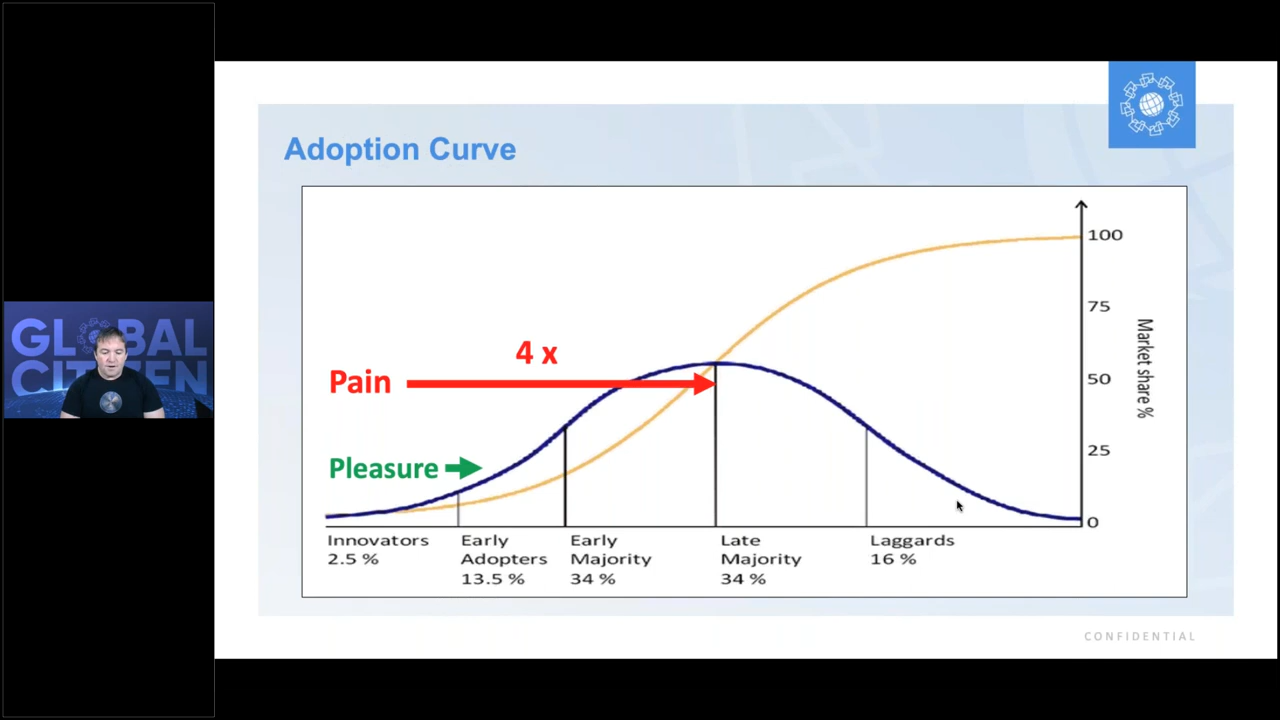 Adoption Curve
100
75
50
25
0
Market share %
4 x
Pain
Pleasure
Innovators
2.5 %
Early
Adopters
13.5 %
Early
Majority
34 %
Late
Majority
34 %
Laggards
16 %
CONFIDENTIAL
GLOBAL
CITIZEN